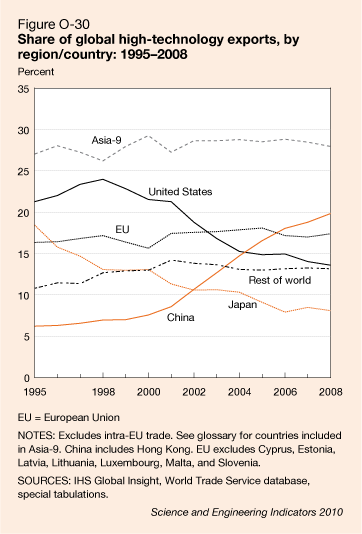 Figure O-30
Share of global high-technology exports, by
region/country: 1995–2008
Percent
35
30
Asia-9
25
United States
20
EU
15
Rest of world
10
China
Japan
5
0
1995
1998
2000
2002
2004
2006
2008
EU = European Union
NOTES: Excludes intra-EU trade. See glossary for countries included
in Asia-9. China includes Hong Kong. EU excludes Cyprus, Estonia,
Latvia, Lithuania, Luxembourg, Malta, and Slovenia.
SOURCES: IHS Global Insight, World Trade Service database,
special tabulations.
Science and Engineering Indicators 2010